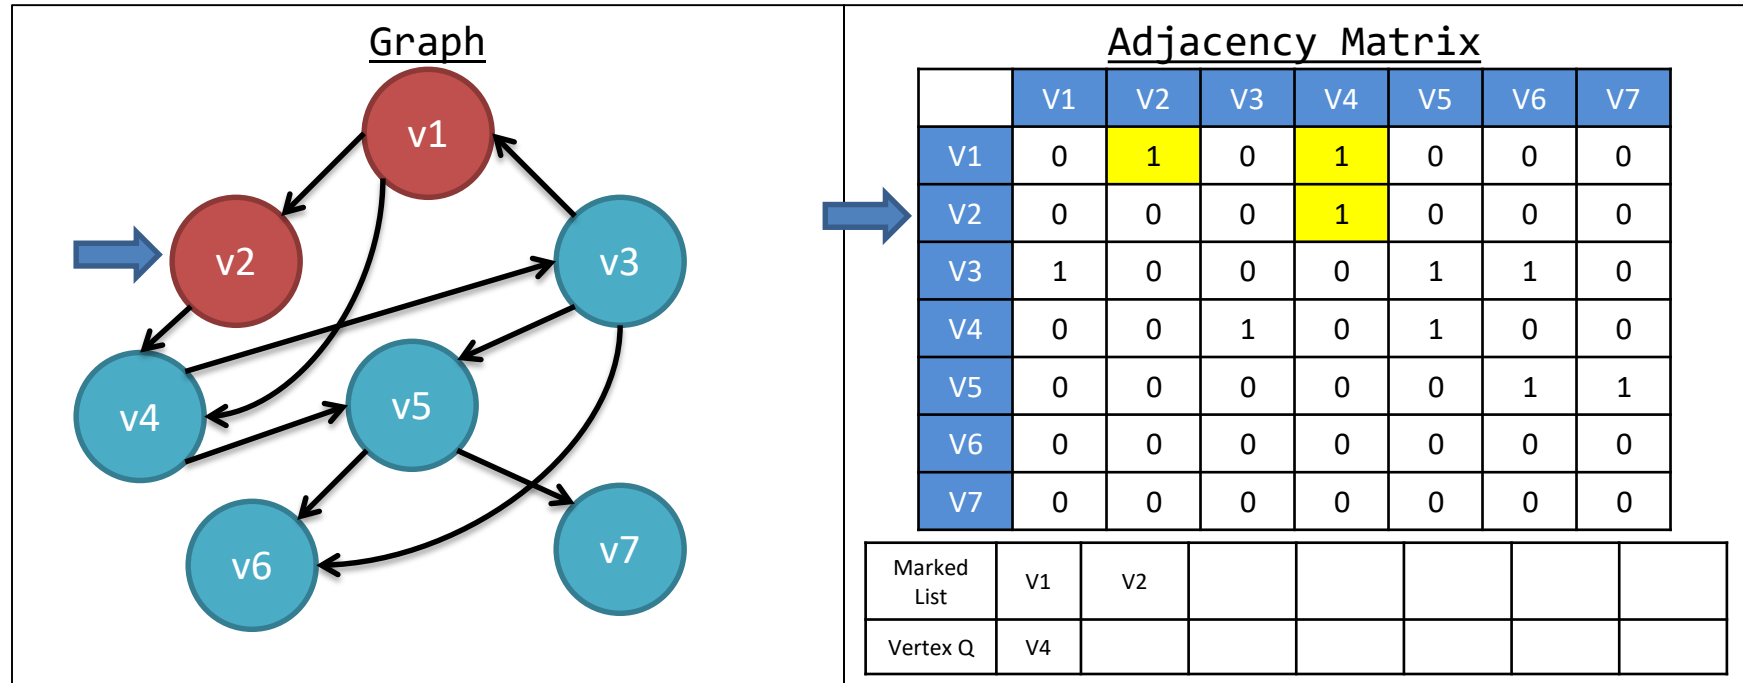 Graph
v1
v2
v3
v4
v5
v6
v7
Adjacency Matrix
V1 V2 V3 V4 V5 V6 V7
V1 0 1 0 1 0 0 0
V2 0 0 0 1 0 0 0
V3 1 0 0 0 1 1 0
V4 0 0 1 0 1 0 0
V5 0 0 0 0 0 1 1
V6 0 0 0 0 0 0 0
V7 0 0 0 0 0 0 0
Marked
List
V1 V2
Vertex Q V4